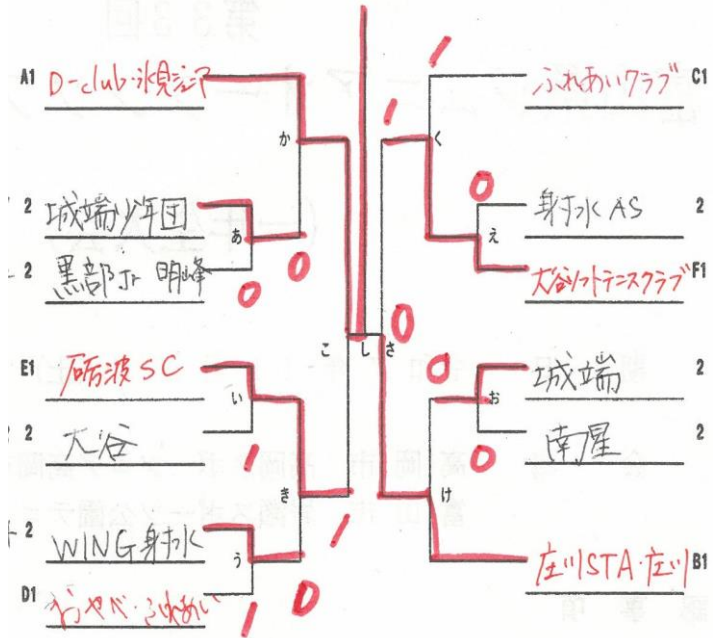 第33回
A1 D-club・氷見ジュニア
2 城端少年団
2 黒部Jr 明峰
E1 砺波SC
2 大谷
2 WING射水
D1 おやべ・ふれあい
ふれあいクラブ C1
射水AS 2
大谷ソフトテニスクラブ F1
城端 2
南星 2
庄川STA・庄川 B1
か
あ
い
き
う
こ し さ
く
え
お
け
1
1
0
0
0
0
0
0
1
1
1
0